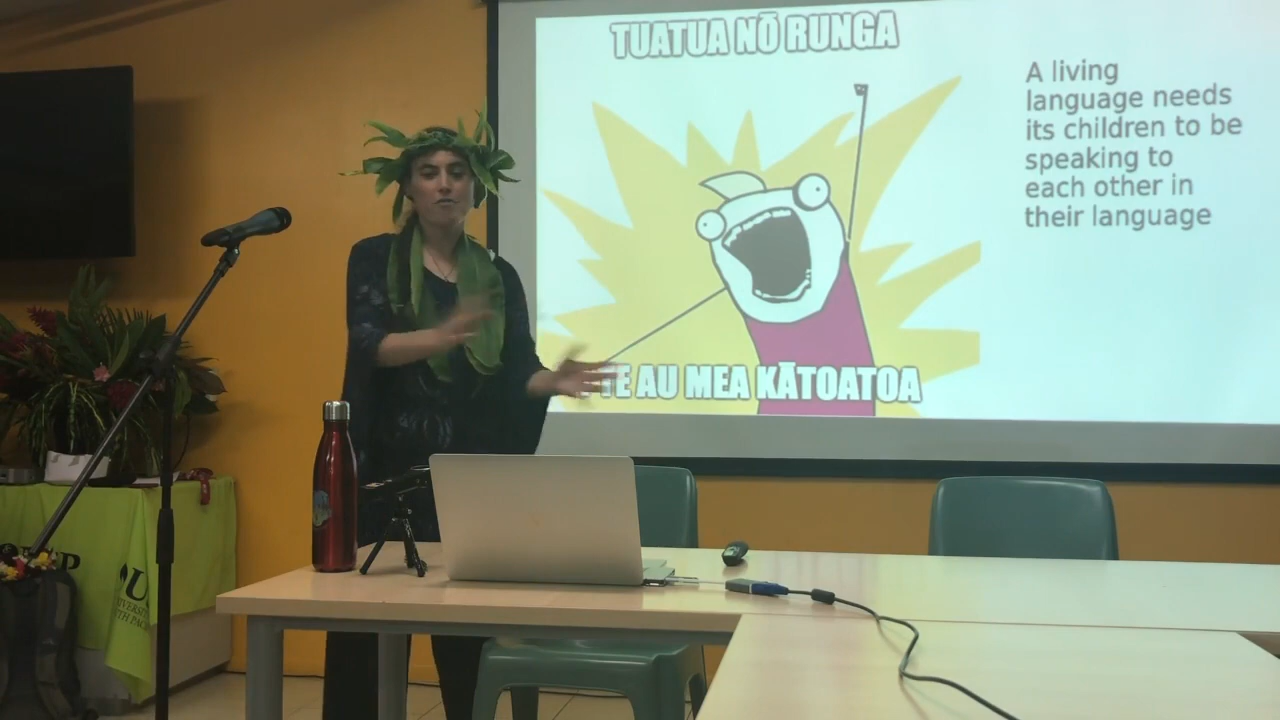 TUATUA NŌ RUNGA
TE AU MEA KĀTOATOA
A living
language needs
its children to be
speaking to
each other in
their language